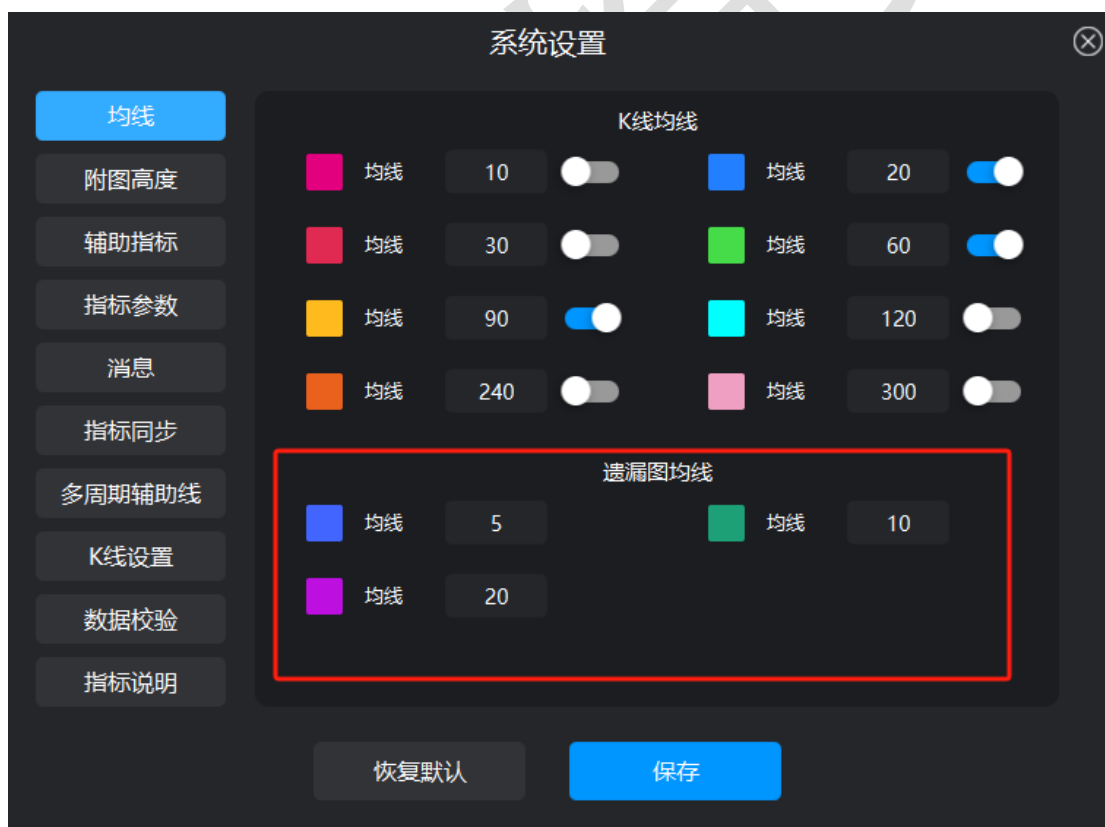 系统设置
均线
附图高度
辅助指标
指标参数
消息
指标同步
多周期辅助线
K线设置
数据校验
指标说明
K线均线
均线 10 均线 20
均线 30 均线 60
均线 90 均线 120
均线 240 均线 300
遗漏图均线
均线 5 均线 10
均线 20
恢复默认 保存